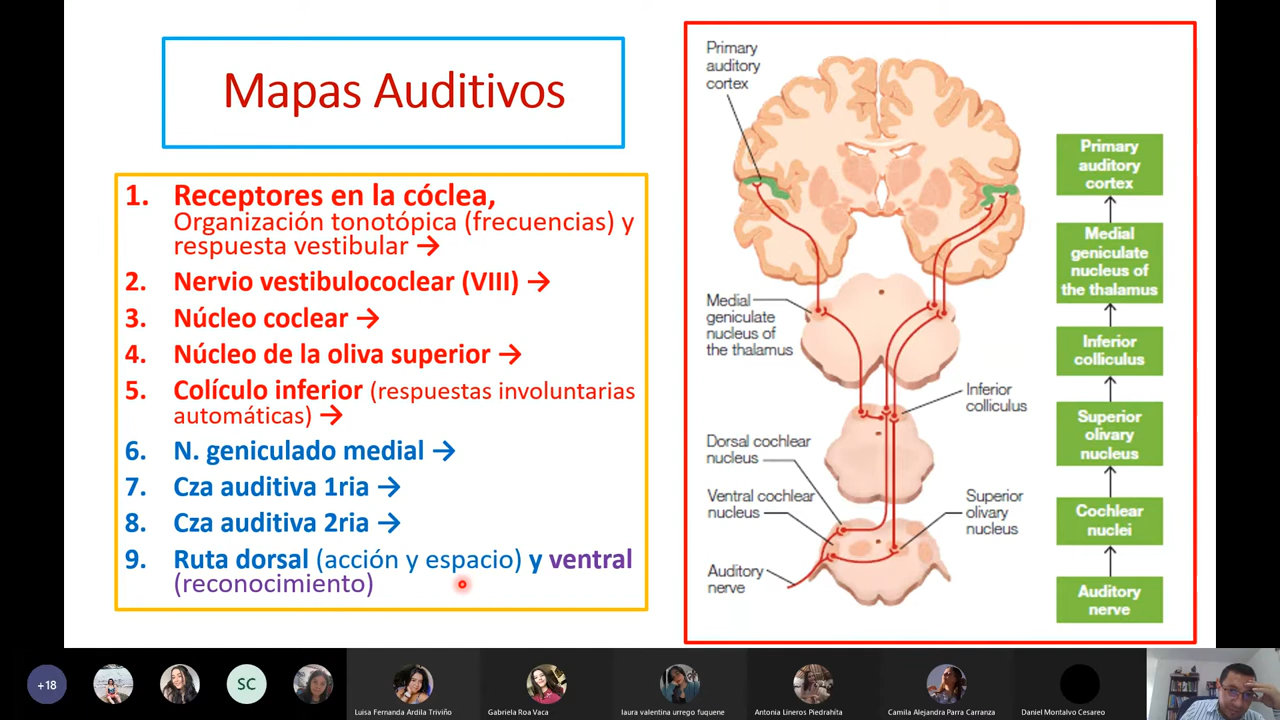 Mapas Auditivos
1. Receptores en la cóclea,
Organización tonotópica (frecuencias) y
respuesta vestibular →
2. Nervio vestibulococlear (VIII) →
3. Núcleo coclear →
4. Núcleo de la oliva superior →
5. Colículo inferior (respuestas involuntarias
automáticas) →
6. N. geniculado medial →
7. Cza auditiva 1ria →
8. Cza auditiva 2ria →
9. Ruta dorsal (acción y espacio) y ventral
(reconocimiento)
Primary
auditory
cortex
Medial
geniculate
nucleus of
the thalamus
Inferior
colliculus
Dorsal cochlear
nucleus
Ventral cochlear
nucleus
Superior
olivary
nucleus
Auditory
nerve
Primary
auditory
cortex
Medial
geniculate
nucleus of
the thalamus
Inferior
colliculus
Superior
olivary
nucleus
Cochlear
nuclei
Auditory
nerve
+18
SC
Luisa Fernanda Ardila Triviño
Gabriela Roa Vaca
laura valentina urrego fuquene
Antonia Lineros Piedrahíta
Camila Alejandra Parra Carranza
Daniel Montalvo Cesareo